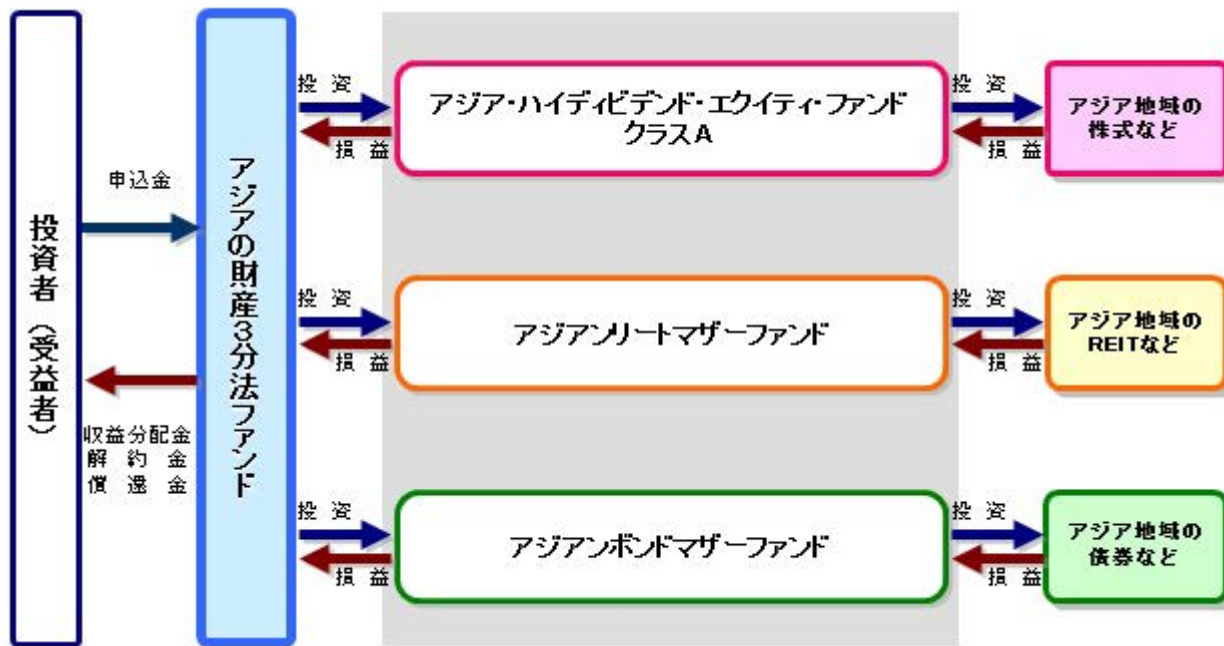 投資者（受益者）
申込金
収益分配金
解約金
償還金
アジアの財産3分法ファンド
投資
損益
アジア・ハイディビデンド・エクイティ・ファンド
クラスA
投資
損益
アジア地域の
株式など
投資
損益
アジアンリートマザーファンド
投資
損益
アジア地域の
REITなど
投資
損益
アジアンボンドマザーファンド
投資
損益
アジア地域の
債券など